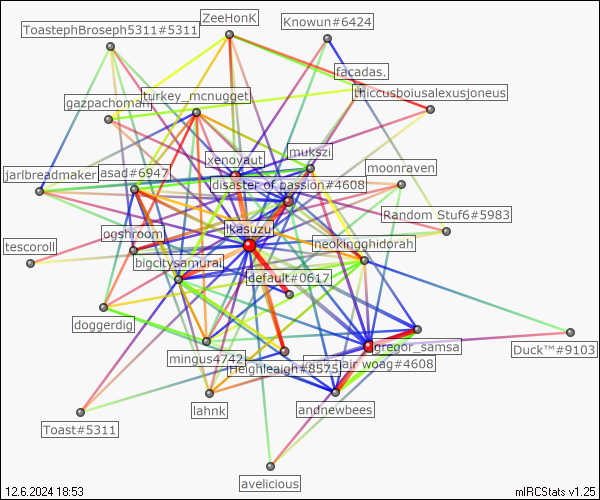 ZeeHonK
Knowun#6424
ToastephBroseph5311#5311
facadas.
thiccusboiusalexusjoneus
turkey_mcnugget
gazpachoman
mukszi
xenovaut
moonraven
jarlbreadmaker
asad#6947
disaster of passion#4608
Random Stuf6#5983
ogshroom
ikasuzu
neokingghidorah
tescoroll
bigcitysamurai
default#0617
doggerdig
gregor_samsa
Duck™#9103
mingus4742
Heighleaigh#8575
air woag#4608
lahnk
andnewbees
Toast#5311
avelicious
12.6.2024 18:53
mIRCStats v1.25